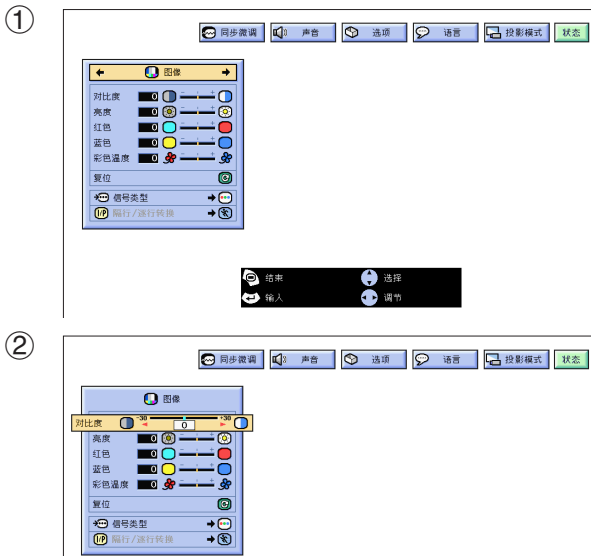 ①
同步微调 声音 选项 语言 投影模式 状态
图像
对比度 0
亮度 0
红色 0
蓝色 0
彩色温度 0
复位
信号类型
I/P 隔行/逐行转换
结束 选择
输入 调节
②
同步微调 声音 选项 语言 投影模式 状态
图像
对比度 -30 0 +30
亮度 0
红色 0
蓝色 0
彩色温度 0
复位
信号类型
I/P 隔行/逐行转换